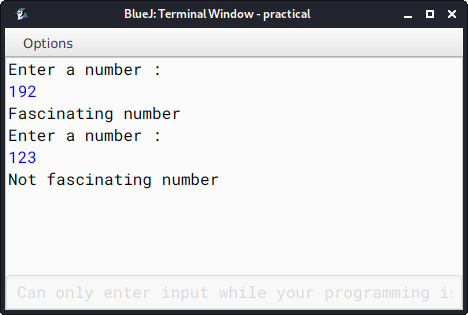 BlueJ: Terminal Window - practical
Options
Enter a number :
192
Fascinating number
Enter a number :
123
Not fascinating number
Can only enter input while your programming is